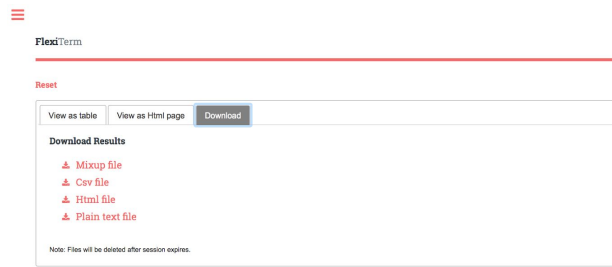 FlexiTerm
Reset
View as table View as Html page Download
Download Results
Mixup file
Csv file
Html file
Plain text file
Note: Files will be deleted after session expires.